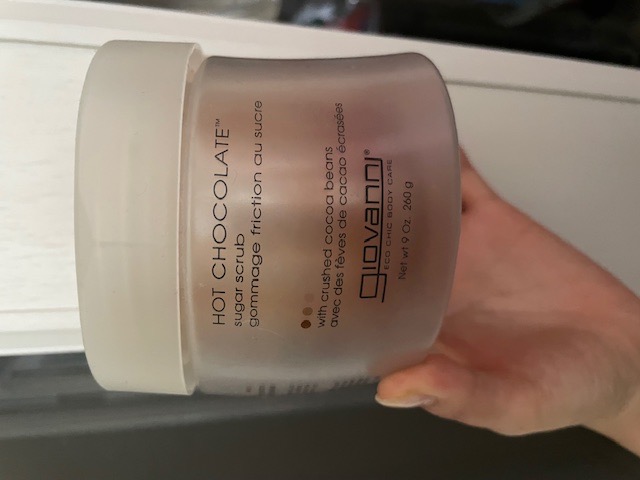 HOT CHOCOLATE™
sugar scrub
gommage friction au sucre
with crushed cocoa beans
avec des fèves de cacao écrasées
giovanni®
ECO CHIC BODY CARE
Net wt 9 Oz. 260 g